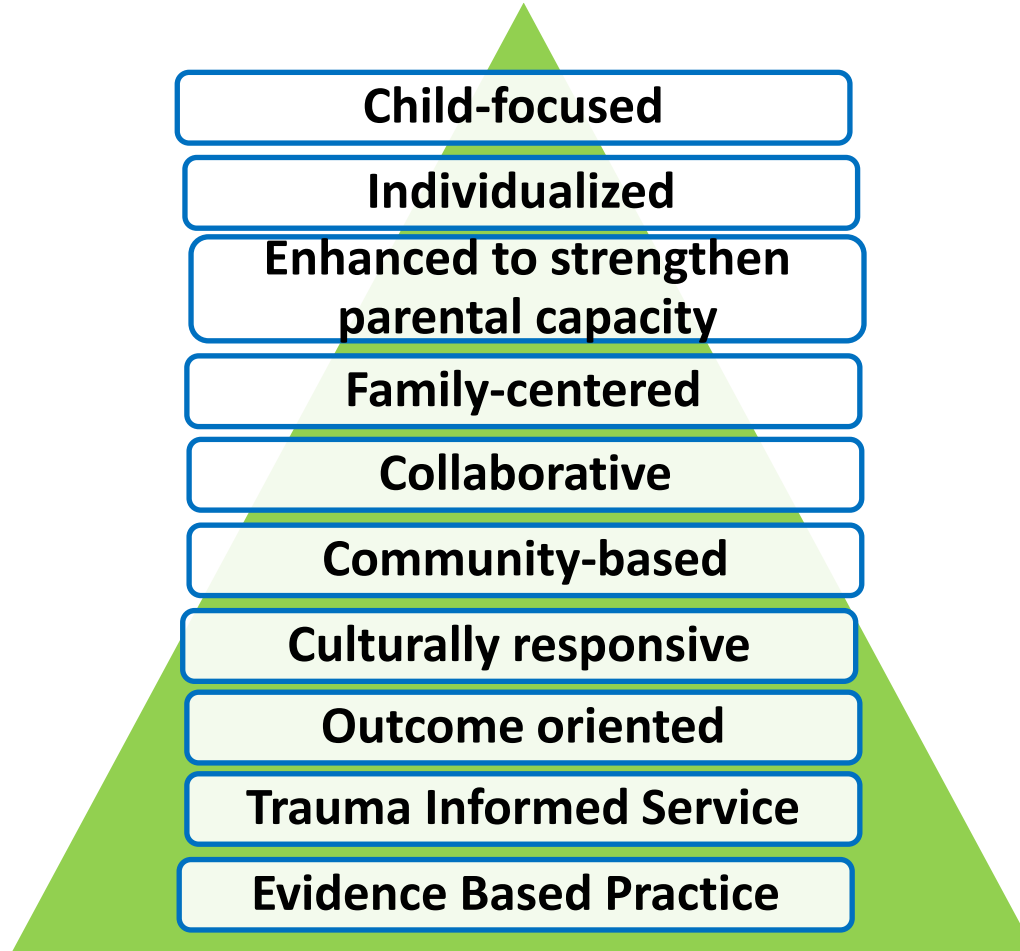 Child-focused
Individualized
Enhanced to strengthen
parental capacity
Family-centered
Collaborative
Community-based
Culturally responsive
Outcome oriented
Trauma Informed Service
Evidence Based Practice